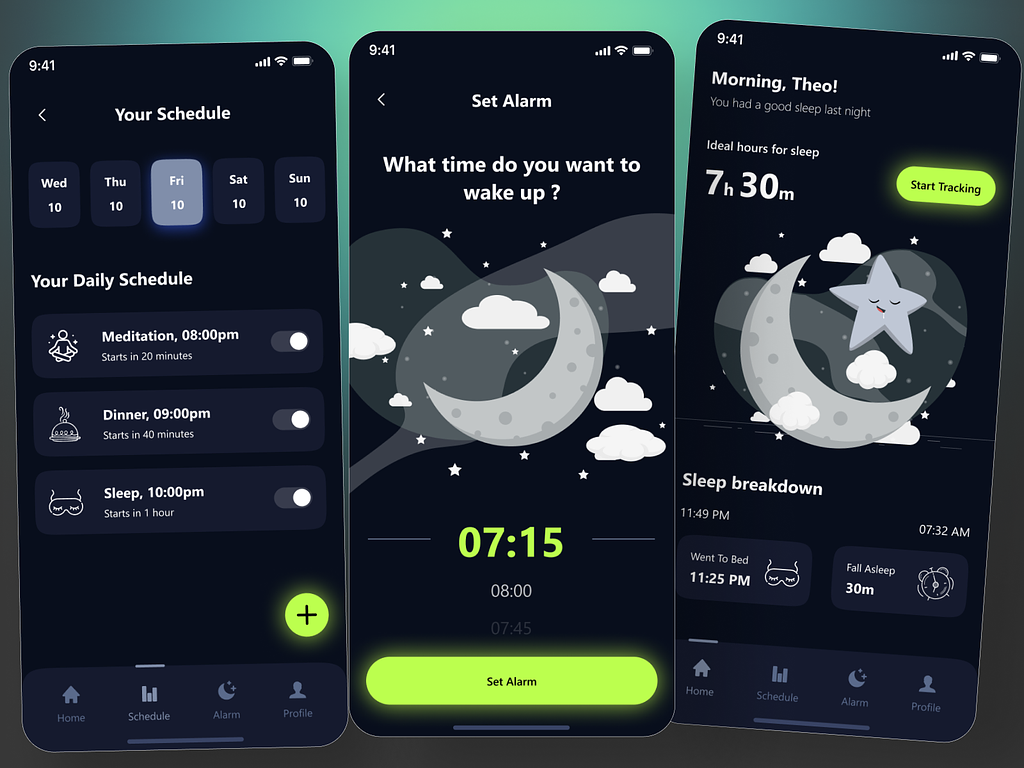 9:41
Your Schedule
Wed
10
Thu
10
Fri
10
Sat
10
Sun
10
Your Daily Schedule
Meditation, 08:00pm
Starts in 20 minutes
Dinner, 09:00pm
Starts in 40 minutes
Sleep, 10:00pm
Starts in 1 hour
Home
Schedule
Alarm
Profile
9:41
Set Alarm
What time do you want to
wake up ?
07:15
08:00
07:45
Set Alarm
9:41
Morning, Theo!
You had a good sleep last night
Ideal hours for sleep
7h 30m
Start Tracking
Sleep breakdown
11:49 PM
07:32 AM
Went To Bed
11:25 PM
Fall Asleep
30m
Home
Schedule
Alarm
Profile